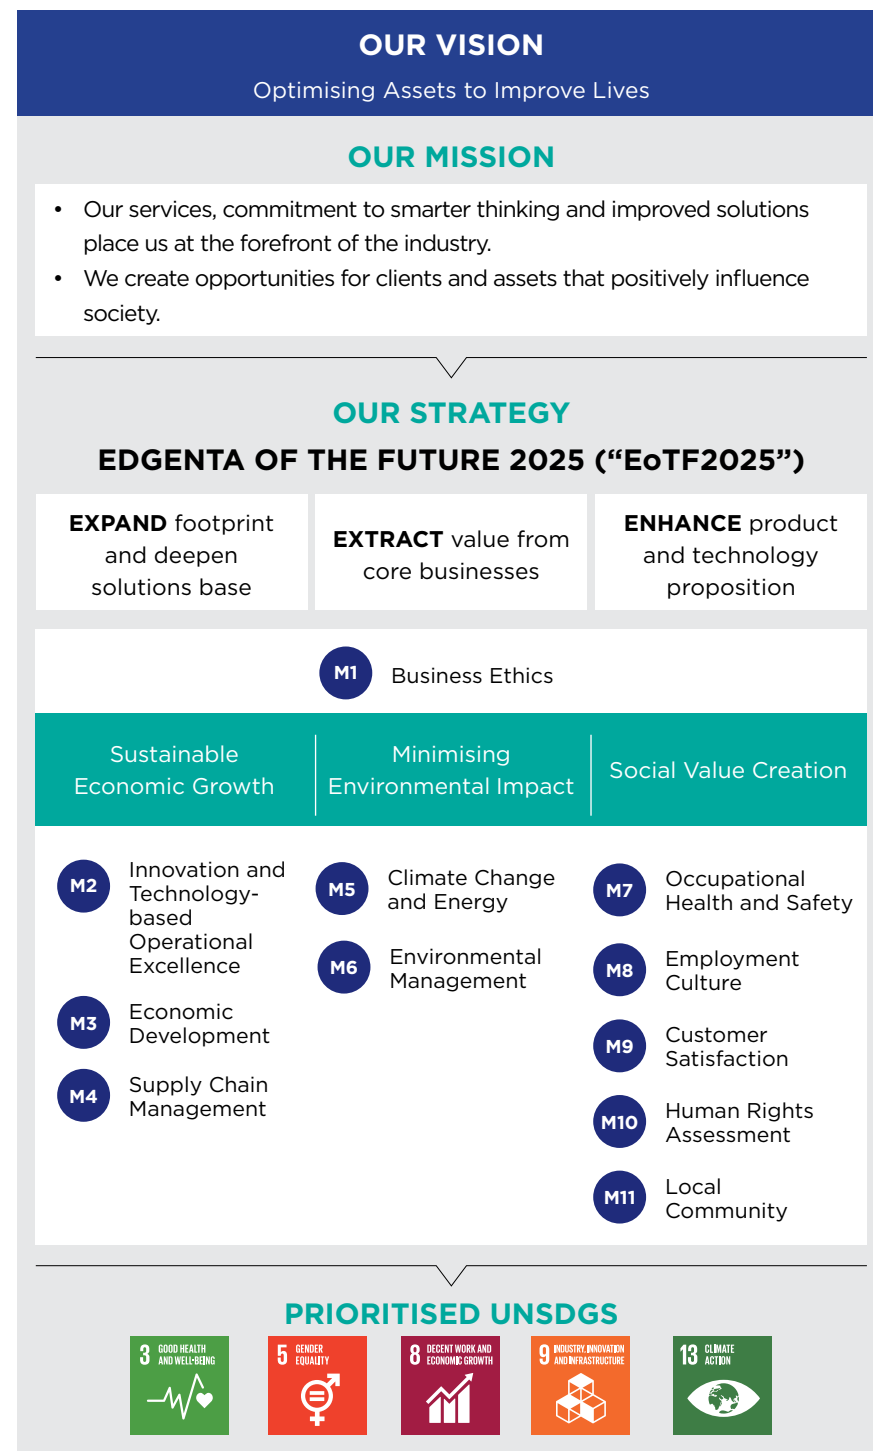 OUR VISION
Optimising Assets to Improve Lives
OUR MISSION
• Our services, commitment to smarter thinking and improved solutions
place us at the forefront of the industry.
• We create opportunities for clients and assets that positively influence
society.
OUR STRATEGY
EDGENTA OF THE FUTURE 2025 (“EoTF2025”)
EXPAND footprint
and deepen
solutions base
EXTRACT value from
core businesses
ENHANCE product
and technology
proposition
M1 Business Ethics
Sustainable
Economic Growth
Minimising
Environmental Impact
Social Value Creation
M2 Innovation and
Technology-
based
Operational
Excellence
M3 Economic
Development
M4 Supply Chain
Management
M5 Climate Change
and Energy
M6 Environmental
Management
M7 Occupational
Health and Safety
M8 Employment
Culture
M9 Customer
Satisfaction
M10 Human Rights
Assessment
M11 Local
Community
PRIORITISED UNSDGS
3 GOOD HEALTH
AND WELL-BEING
5 GENDER
EQUALITY
8 DECENT WORK AND
ECONOMIC GROWTH
9 INDUSTRY, INNOVATION
AND INFRASTRUCTURE
13 CLIMATE
ACTION